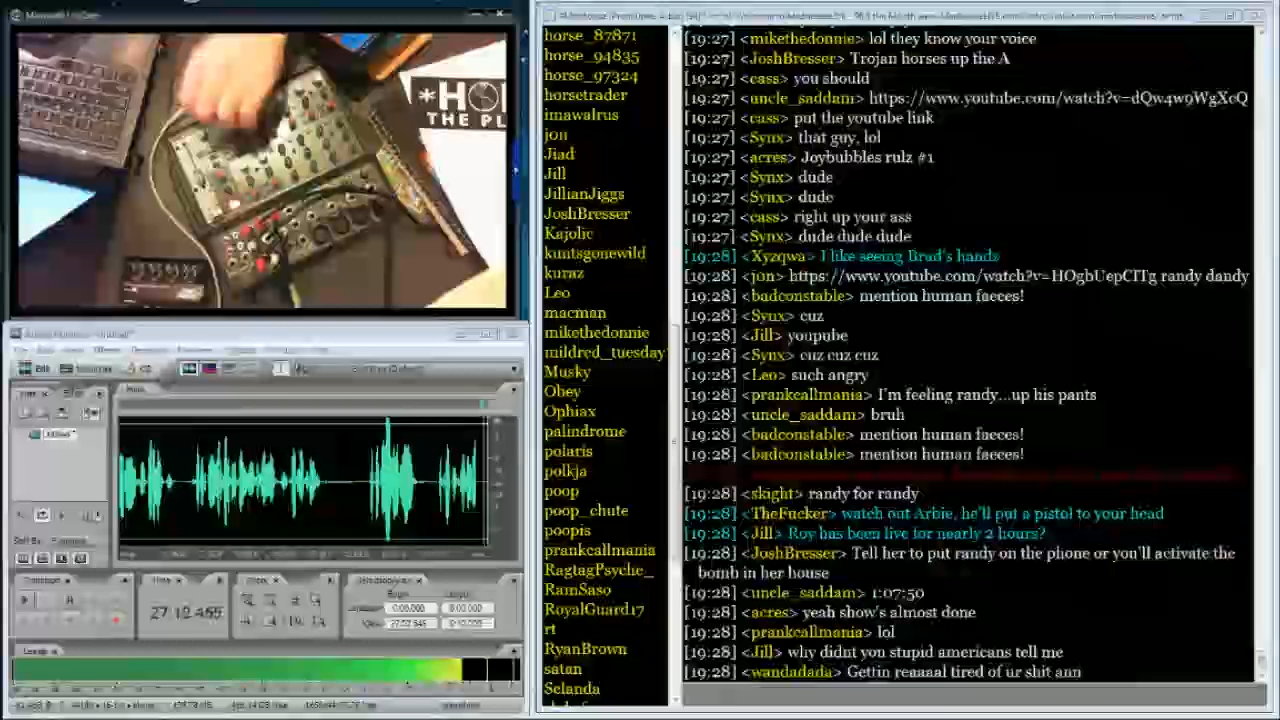 *HO
THE PL
27:12.465
horse_87871
horse_94835
horse_97324
horsetrader
imawalrus
jon
Jiad
Jill
JillianJiggs
JoshBresser
Kajolic
kuntsgonewild
kuraz
Leo
macman
mikethedonnie
mildred_tuesday
Musky
Obey
Ophiax
palindrome
polaris
polkja
poop
poop_chute
poopis
prankcallmania
RagtagPsyche_
RamSaso
RoyalGuard17
rt
RyanBrown
satan
Selanda
[19:27] <mikethedonnie> lol they know your voice
[19:27] <JoshBresser> Trojan horses up the A
[19:27] <cass> you should
[19:27] <uncle_saddam> https://www.youtube.com/watch?v=dQw4w9WgXcQ
[19:27] <cass> put the youtube link
[19:27] <Synx> that guy, lol
[19:27] <acres> Joybubbles rulz #1
[19:27] <Synx> dude
[19:27] <Synx> dude
[19:27] <cass> right up your ass
[19:27] <Synx> dude dude dude
[19:28] <Xyzqwa> I like seeing Brad's hands
[19:28] <jon> https://www.youtube.com/watch?v=HOgbUepCITg randy dandy
[19:28] <badconstable> mention human faeces!
[19:28] <Synx> cuz
[19:28] <Jill> youpube
[19:28] <Synx> cuz cuz cuz
[19:28] <Leo> such angry
[19:28] <prankcallmania> I'm feeling randy...up his pants
[19:28] <uncle_saddam> bruh
[19:28] <badconstable> mention human faeces!
[19:28] <badconstable> mention human faeces!
[19:28] <skight> randy for randy
[19:28] <TheFucker> watch out Arbie, he'll put a pistol to your head
[19:28] <Jill> Roy has been live for nearly 2 hours?
[19:28] <JoshBresser> Tell her to put randy on the phone or you'll activate the
bomb in her house
[19:28] <uncle_saddam> 1:07:50
[19:28] <acres> yeah show's almost done
[19:28] <prankcallmania> lol
[19:28] <Jill> why didnt you stupid americans tell me
[19:28] <wandadada> Gettin reaaaal tired of ur shit ann